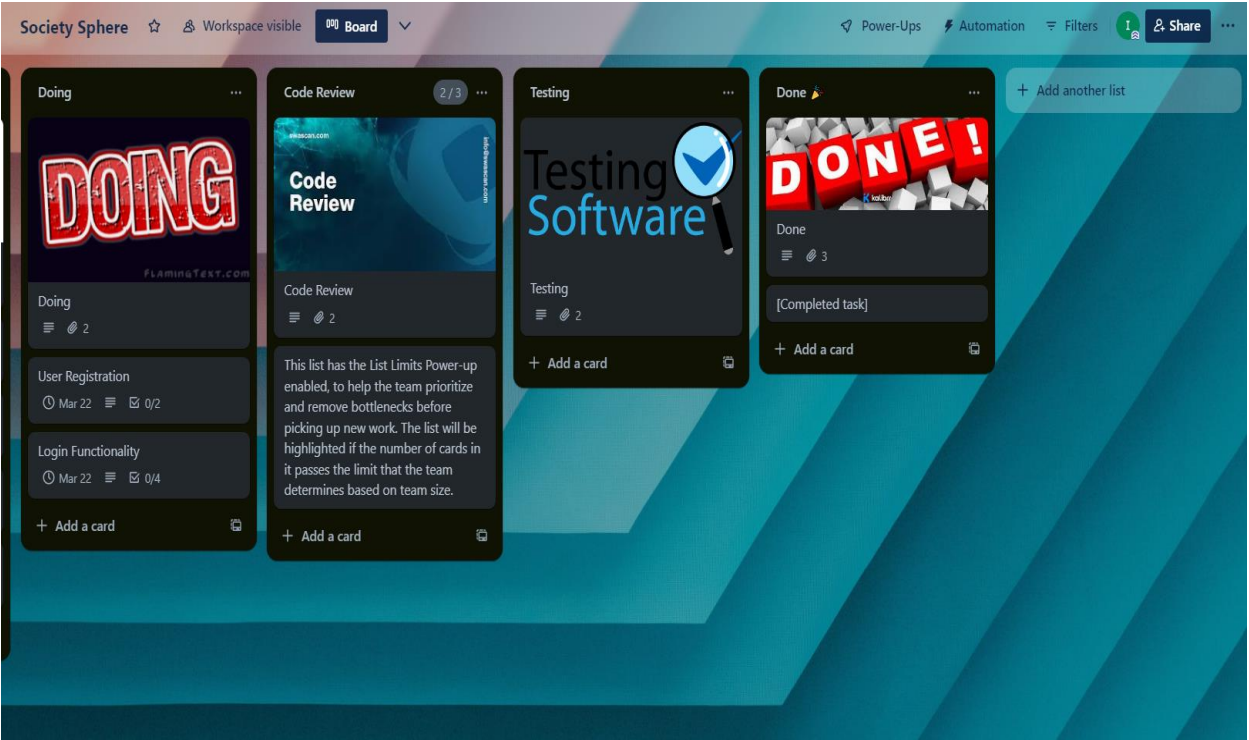 Society Sphere
Workspace visible
Board
Power-Ups
Automation
Filters
I
Share
Doing
DOING
FLAMINGTEXT.COM
Doing
2
User Registration
Mar 22 0/2
Login Functionality
Mar 22 0/4
+ Add a card
Code Review 2/3
swascan.com
info@swascan.com
Code
Review
Code Review
2
This list has the List Limits Power-up
enabled, to help the team prioritize
and remove bottlenecks before
picking up new work. The list will be
highlighted if the number of cards in
it passes the limit that the team
determines based on team size.
+ Add a card
Testing
Testing
Software
Testing
2
+ Add a card
Done 🎉
DONE!
Done
3
[Completed task]
+ Add a card
+ Add another list